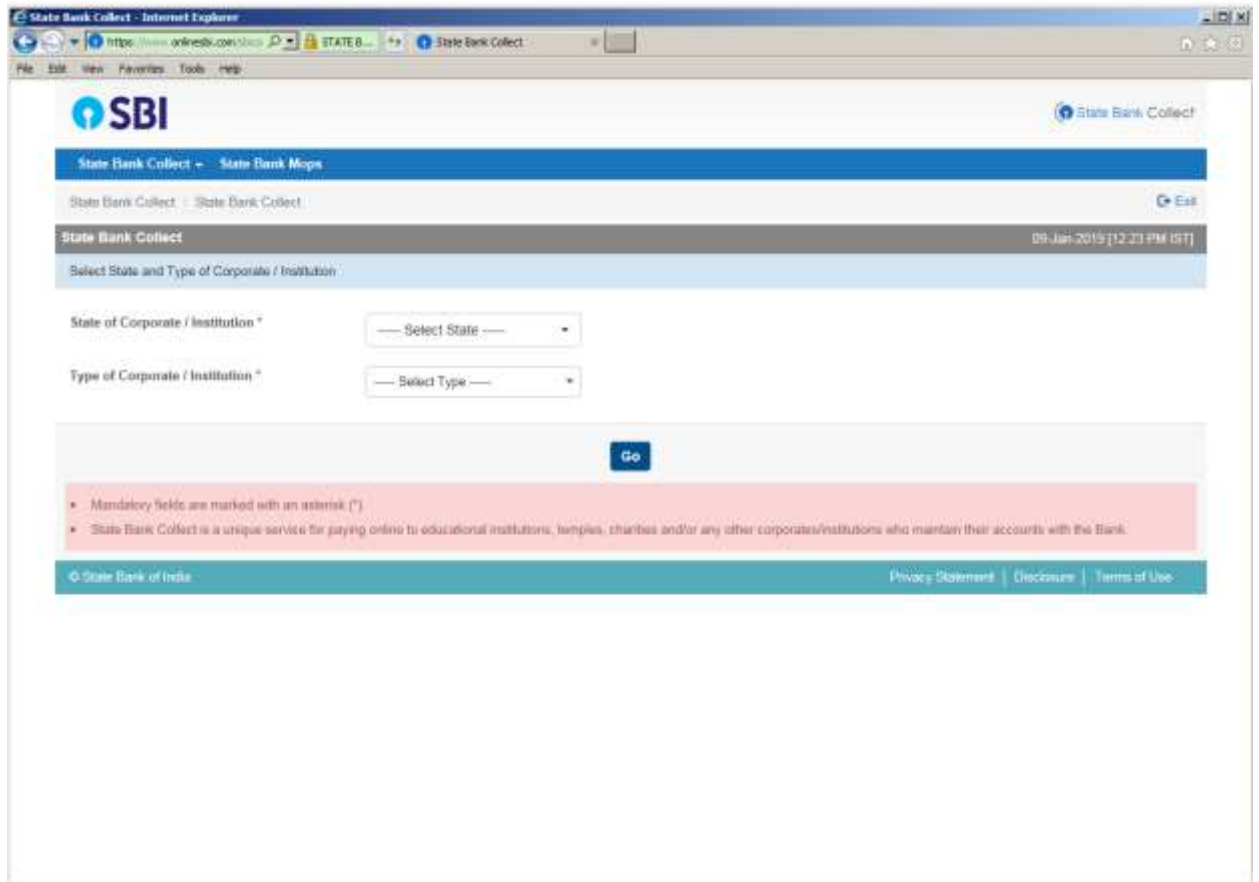 State Bank Collect - Internet Explorer
https://www.onlinesbi.com STATE B... State Bank Collect
File Edit View Favorites Tools Help
SBI
State Bank Collect
State Bank Collect State Bank Mops
State Bank Collect State Bank Collect
Exit
State Bank Collect
09-Jan-2019 [12:23 PM IST]
Select State and Type of Corporate / Institution
State of Corporate / Institution *
----- Select State -----
Type of Corporate / Institution *
----- Select Type -----
Go
• Mandatory fields are marked with an asterisk (*)
• State Bank Collect is a unique service for paying online to educational institutions, temples, charities and/or any other corporates/institutions who maintain their accounts with the Bank.
© State Bank of India
Privacy Statement | Disclosure | Terms of Use